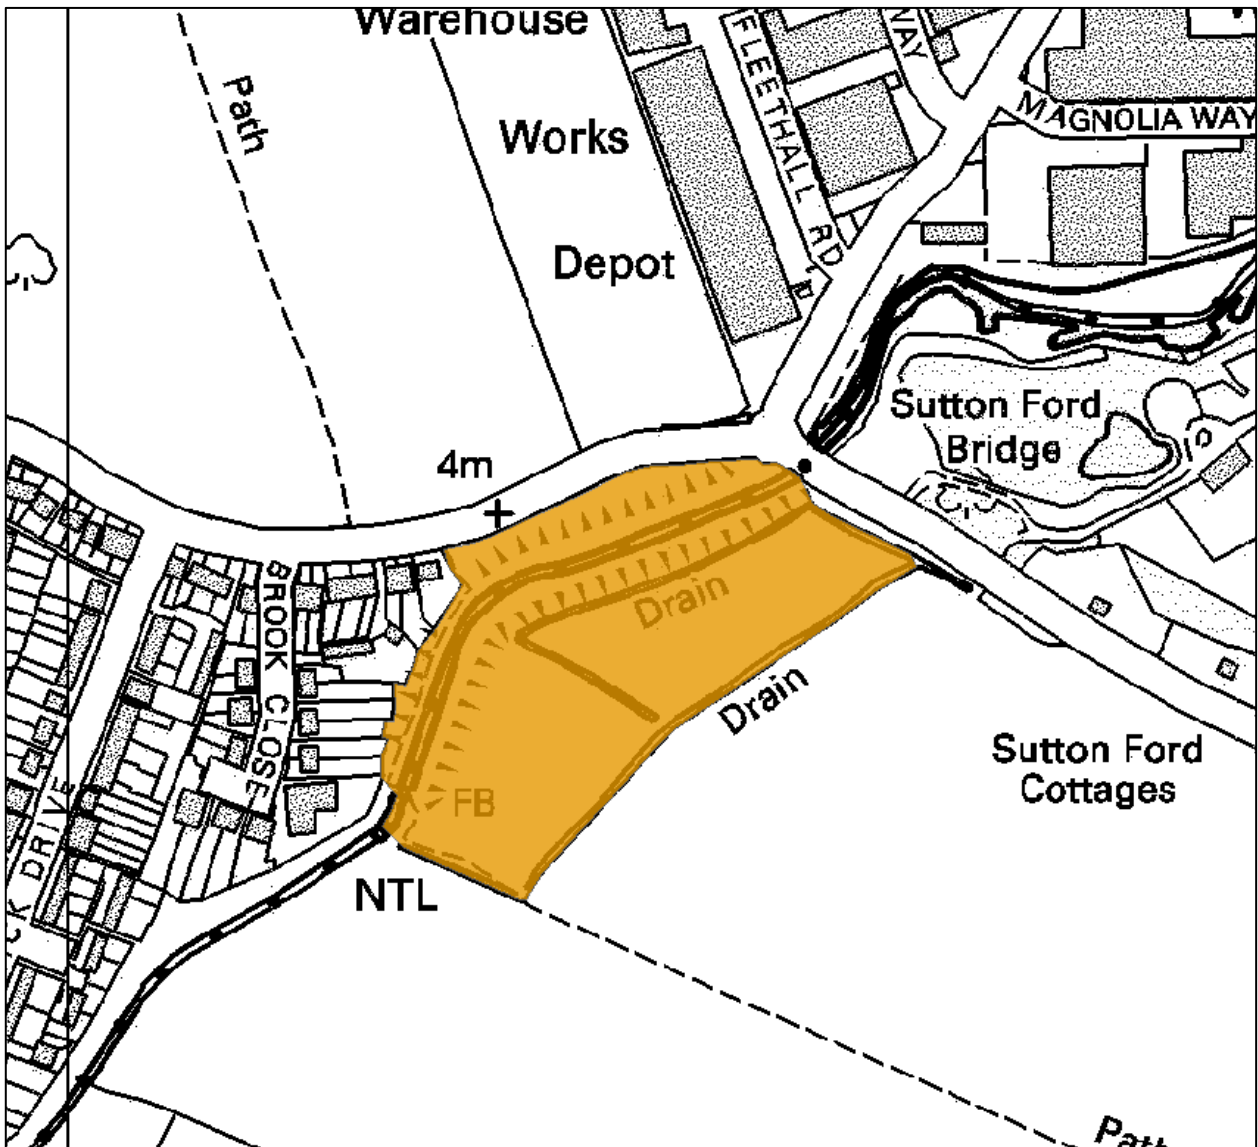 Warehouse
FLEETHALL RD
WAY
MAGNOLIA WAY
Path
Works
Depot
Sutton Ford
Bridge
4m
BROOK CLOSE
Drain
Drain
FB
DRIVE
Sutton Ford
Cottages
NTL